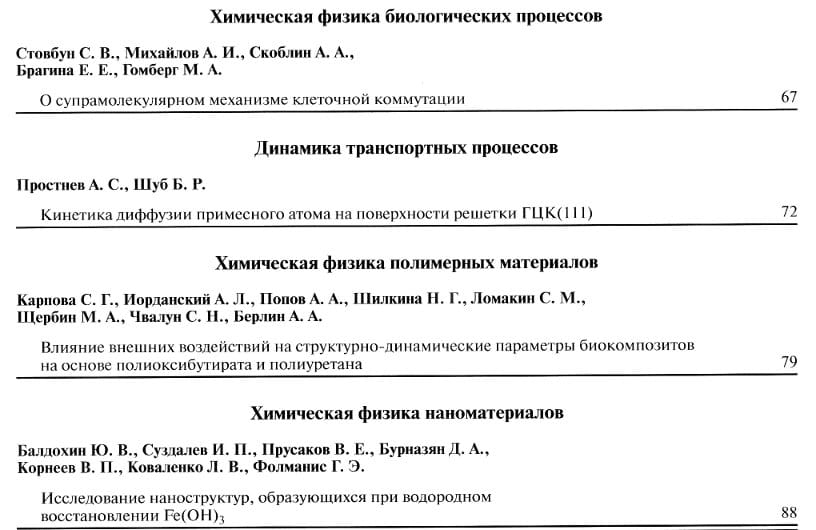 Химическая физика биологических процессов
Стовбун С. В., Михайлов А. И., Скоблин А. А.,
Брагина Е. Е., Гомберг М. А.
О супрамолекулярном механизме клеточной коммутации 67
Динамика транспортных процессов
Простнев А. С., Шуб Б. Р.
Кинетика диффузии примесного атома на поверхности решетки ГЦК(111) 72
Химическая физика полимерных материалов
Карпова С. Г., Иорданский А. Л., Попов А. А., Шилкина Н. Г., Ломакин С. М.,
Щербин М. А., Чвалун С. Н., Берлин А. А.
Влияние внешних воздействий на структурно-динамические параметры биокомпозитов
на основе полиоксибутирата и полиуретана 79
Химическая физика наноматериалов
Балдохин Ю. В., Суздалев И. П., Прусаков В. Е., Бурназян Д. А.,
Корнеев В. П., Коваленко Л. В., Фолманис Г. Э.
Исследование наноструктур, образующихся при водородном
восстановлении Fe(OH)₃ 88